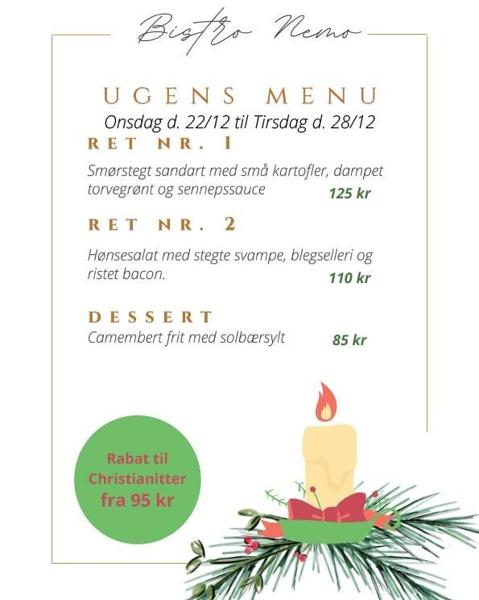 Bistro Nemo
UGENS MENU
Onsdag d. 22/12 til Tirsdag d. 28/12
RET NR. 1
Smørstegt sandart med små kartofler, dampet
torvegrønt og sennepssauce
125 kr
RET NR. 2
Hønsesalat med stegte svampe, blegselleri og
ristet bacon.
110 kr
DESSERT
Camembert frit med solbærsylt
85 kr
Rabat til
Christianitter
fra 95 kr